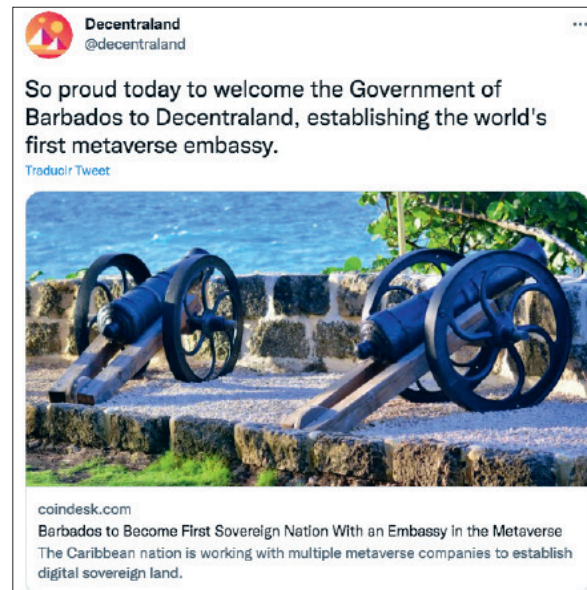 Decentraland
@decentraland
So proud today to welcome the Government of
Barbados to Decentraland, establishing the world's
first metaverse embassy.
Traducir Tweet
coindesk.com
Barbados to Become First Sovereign Nation With an Embassy in the Metaverse
The Caribbean nation is working with multiple metaverse companies to establish
digital sovereign land.